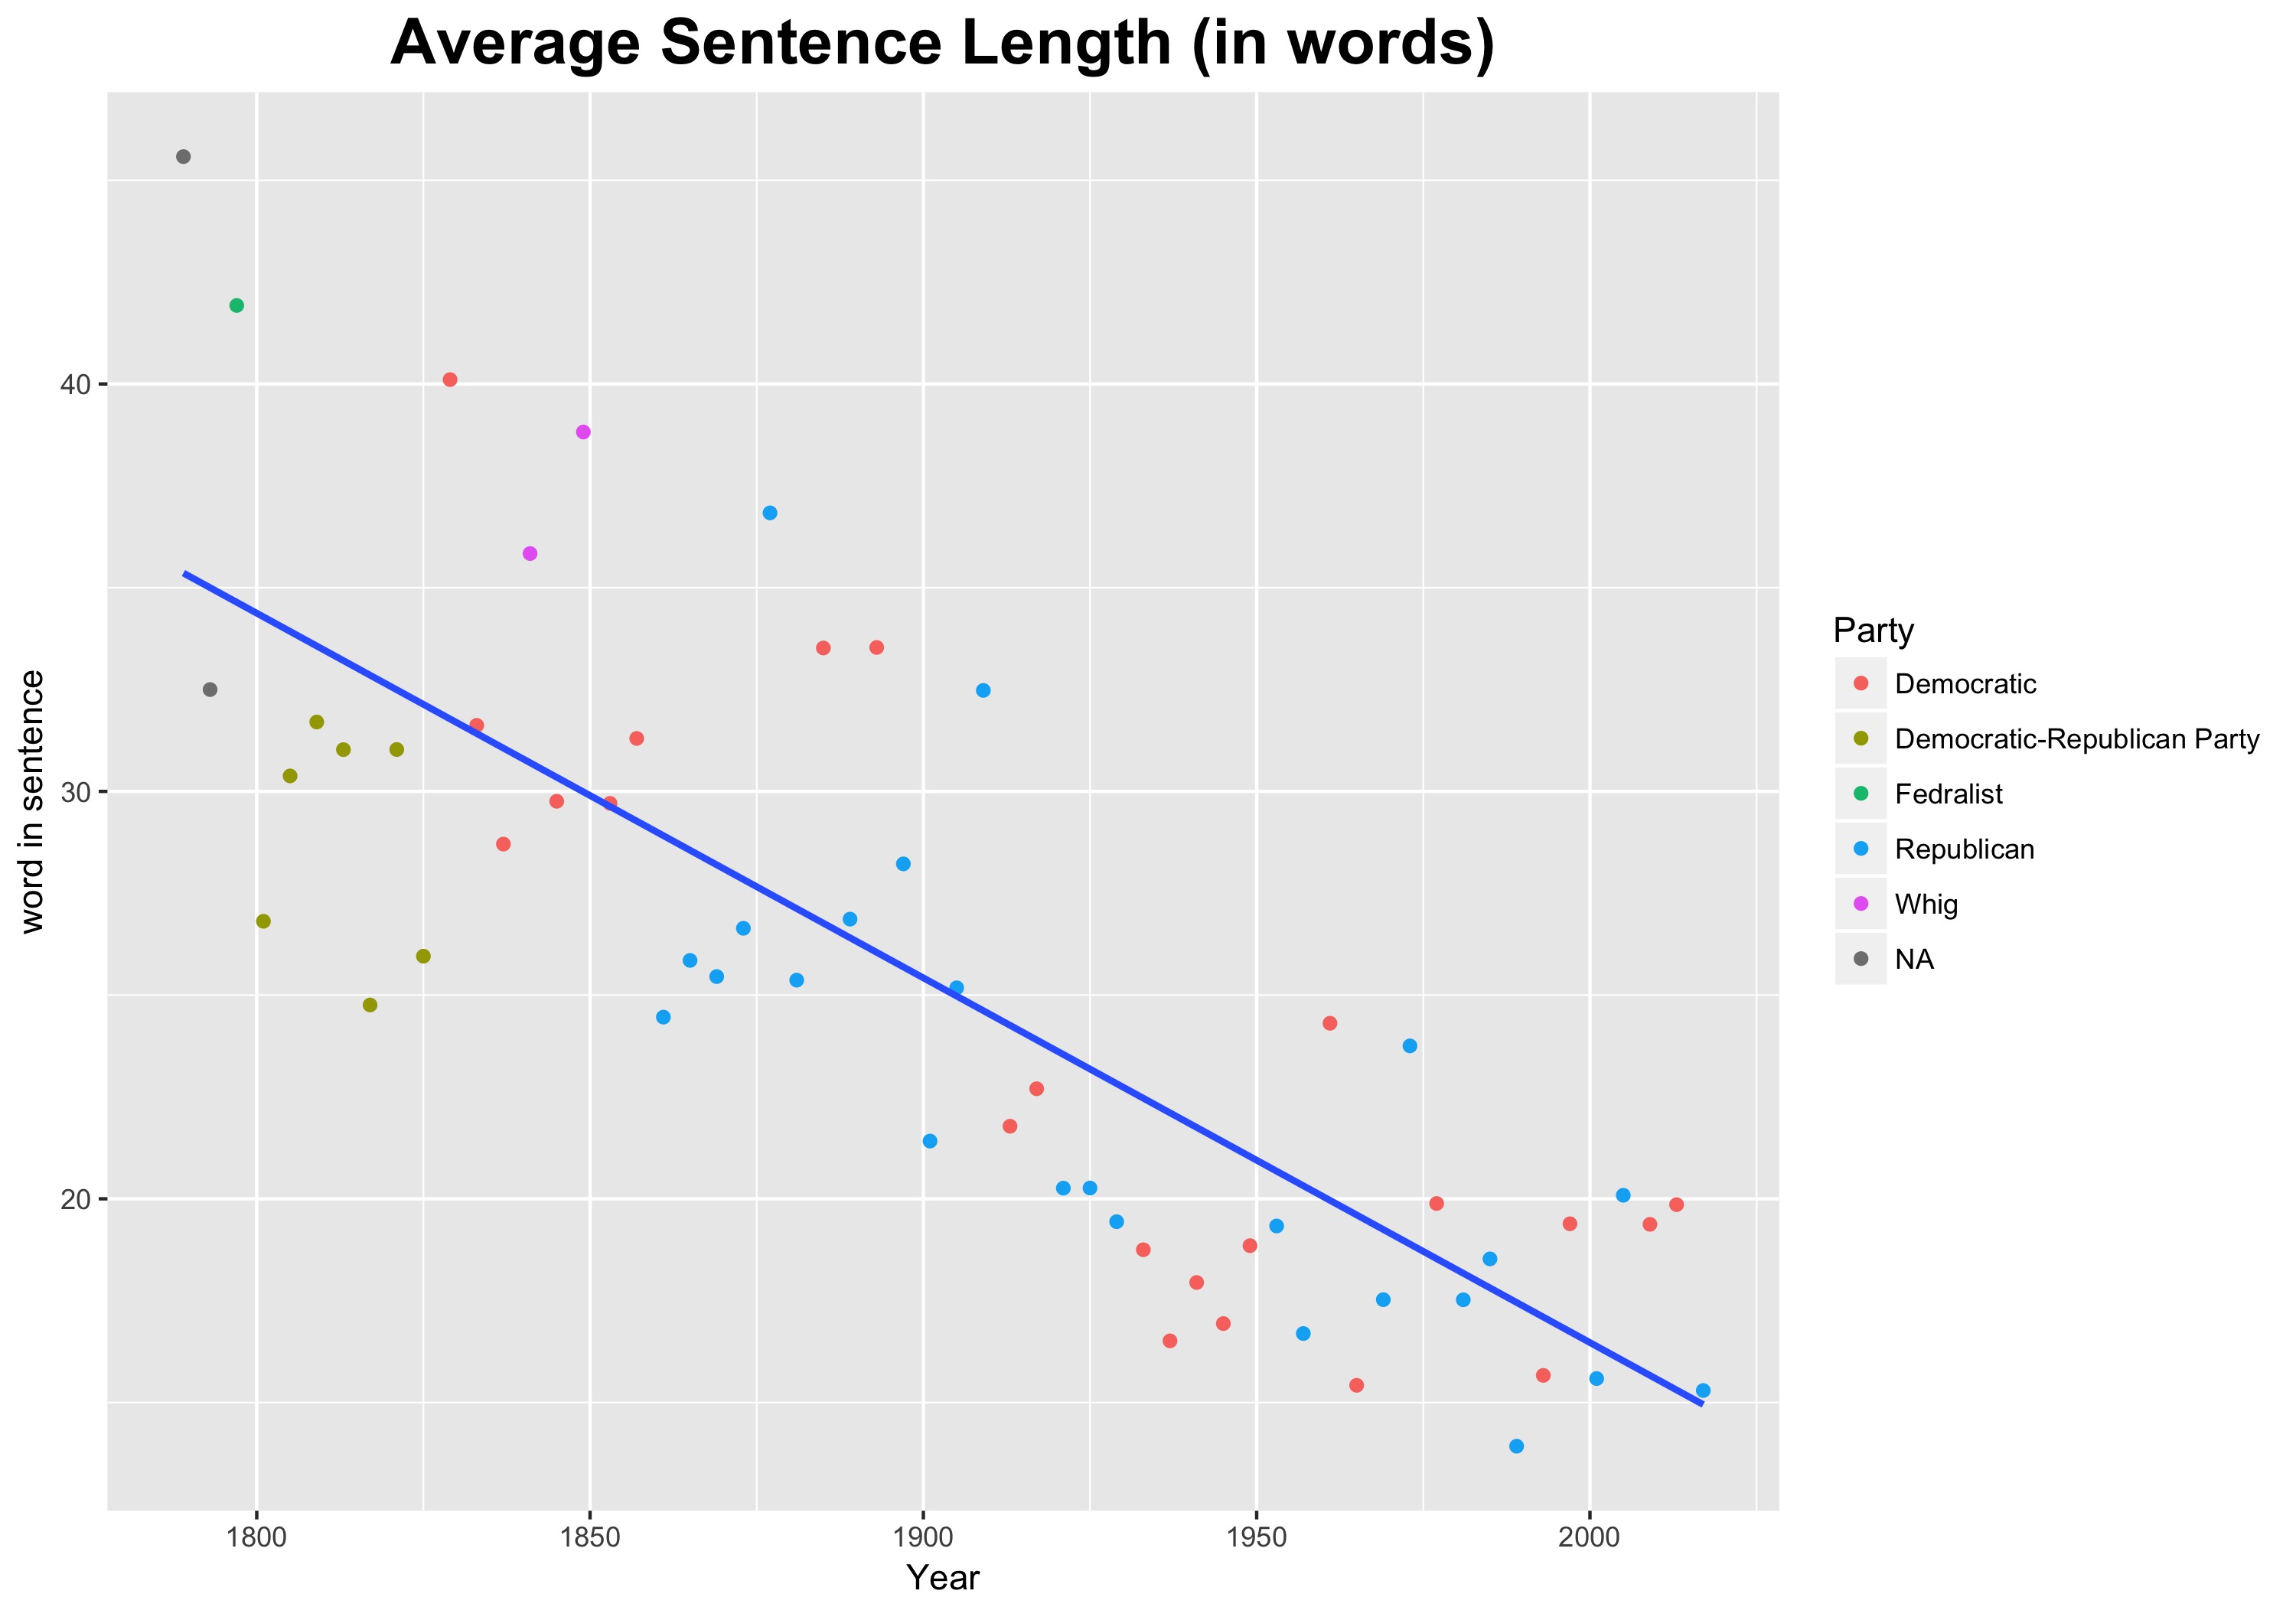 Average Sentence Length (in words)
word in sentence
40
30
20
1800
1850
1900
1950
2000
Year
Party
Democratic
Democratic-Republican Party
Fedralist
Republican
Whig
NA